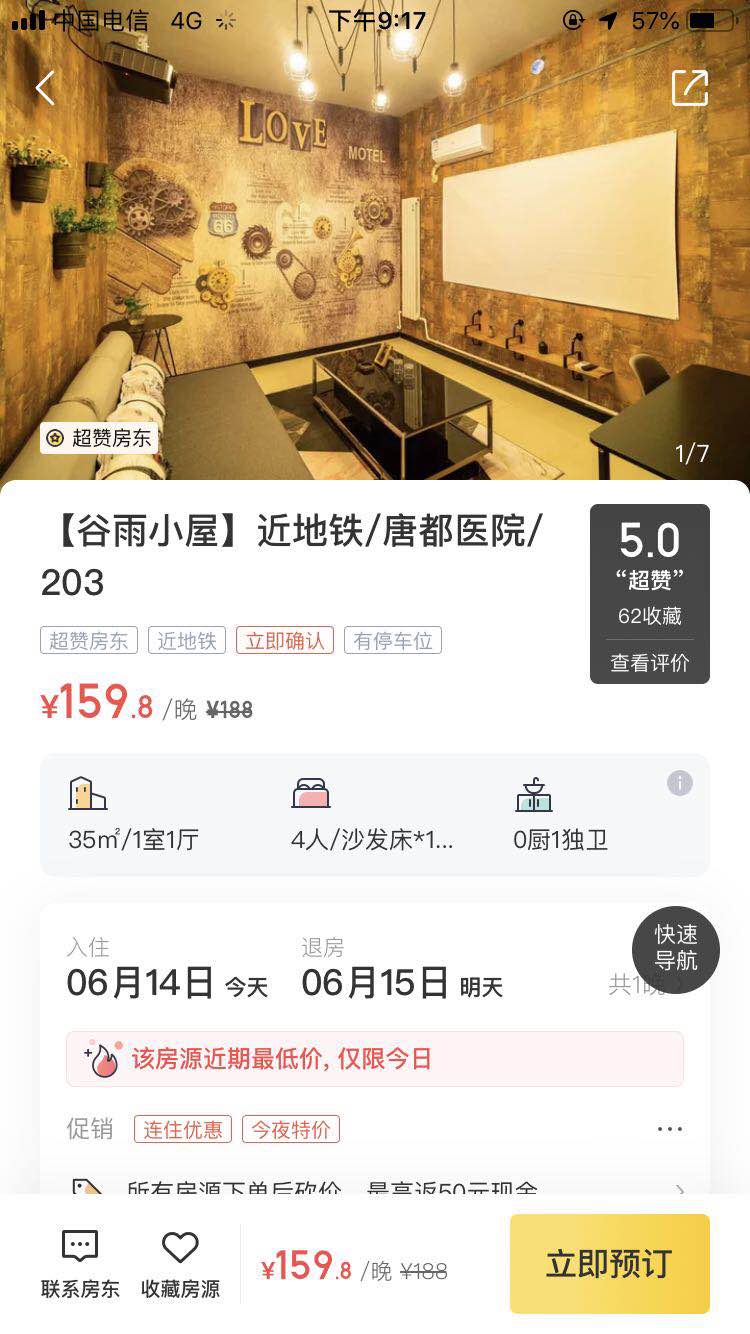 中国电信 4G 下午9:17 57%
LOVE
MOTEL
66
超赞房东
1/7
【谷雨小屋】近地铁/唐都医院/
203
5.0
“超赞”
62收藏
查看评价
超赞房东 近地铁 立即确认 有停车位
¥159.8 /晚 ¥188
35㎡/1室1厅 4人/沙发床*1... 0厨1独卫
快速
导航
入住 退房
06月14日 今天 06月15日 明天 共1晚
该房源近期最低价, 仅限今日
促销 连住优惠 今夜特价 ...
所有房源下单后砍价，最高返50元现金
联系房东 收藏房源 ¥159.8 /晚 ¥188 立即预订